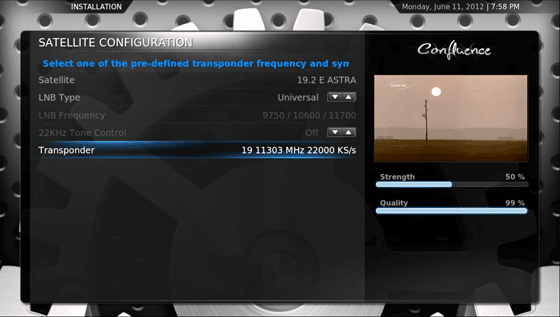 INSTALLATION
Monday, June 11, 2012 | 7:58 PM
SATELLITE CONFIGURATION
Confluence
Select one of the pre-defined transponder frequency and sym
Satellite 19.2 E ASTRA
LNB Type Universal
LNB Frequency 9750 / 10600 / 11700
22KHz Tone Control Off
Transponder 19 11303 MHz 22000 KS/s
Strength 50 %
Quality 99 %